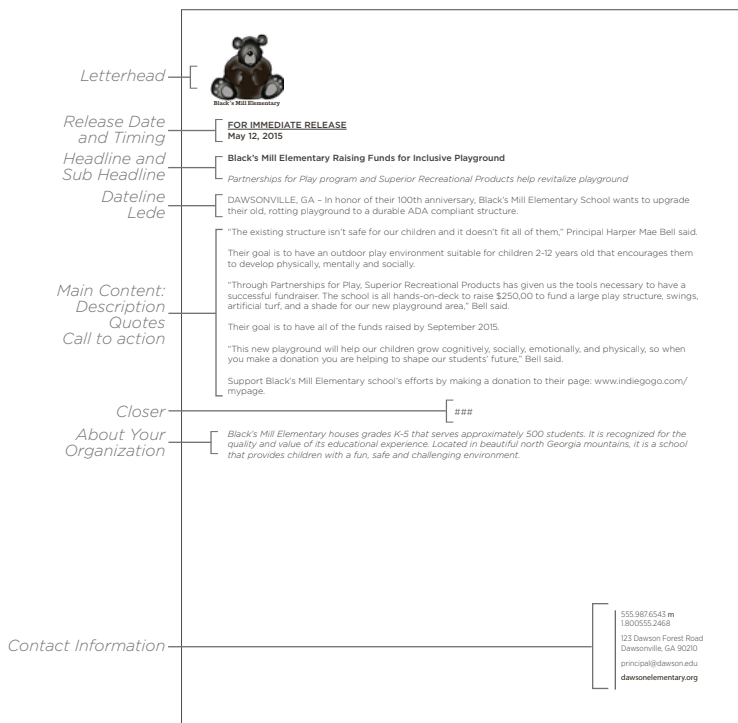 Letterhead
Black's Mill Elementary
Release Date
and Timing
FOR IMMEDIATE RELEASE
May 12, 2015
Headline and
Sub Headline
Black's Mill Elementary Raising Funds for Inclusive Playground
Partnerships for Play program and Superior Recreational Products help revitalize playground
Dateline
Lede
DAWSONVILLE, GA – In honor of their 100th anniversary, Black's Mill Elementary School wants to upgrade
their old, rotting playground to a durable ADA compliant structure.
Main Content:
Description
Quotes
Call to action
"The existing structure isn't safe for our children and it doesn't fit all of them," Principal Harper Mae Bell said.
Their goal is to have an outdoor play environment suitable for children 2-12 years old that encourages them
to develop physically, mentally and socially.
"Through Partnerships for Play, Superior Recreational Products has given us the tools necessary to have a
successful fundraiser. The school is all hands-on-deck to raise $250,00 to fund a large play structure, swings,
artificial turf, and a shade for our new playground area," Bell said.
Their goal is to have all of the funds raised by September 2015.
"This new playground will help our children grow cognitively, socially, emotionally, and physically, so when
you make a donation you are helping to shape our students' future," Bell said.
Support Black's Mill Elementary school's efforts by making a donation to their page: www.indiegogo.com/
mypage.
Closer
###
About Your
Organization
Black's Mill Elementary houses grades K-5 that serves approximately 500 students. It is recognized for the
quality and value of its educational experience. Located in beautiful north Georgia mountains, it is a school
that provides children with a fun, safe and challenging environment.
Contact Information
555.987.6543 m
1.800555.2468
123 Dawson Forest Road
Dawsonville, GA 90210
principal@dawson.edu
dawsonelementary.org